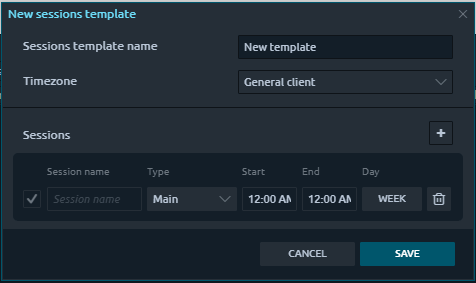 New sessions template
Sessions template name
New template
Timezone
General client
Sessions
Session name Type Start End Day
Session name Main 12:00 AM 12:00 AM WEEK
CANCEL SAVE